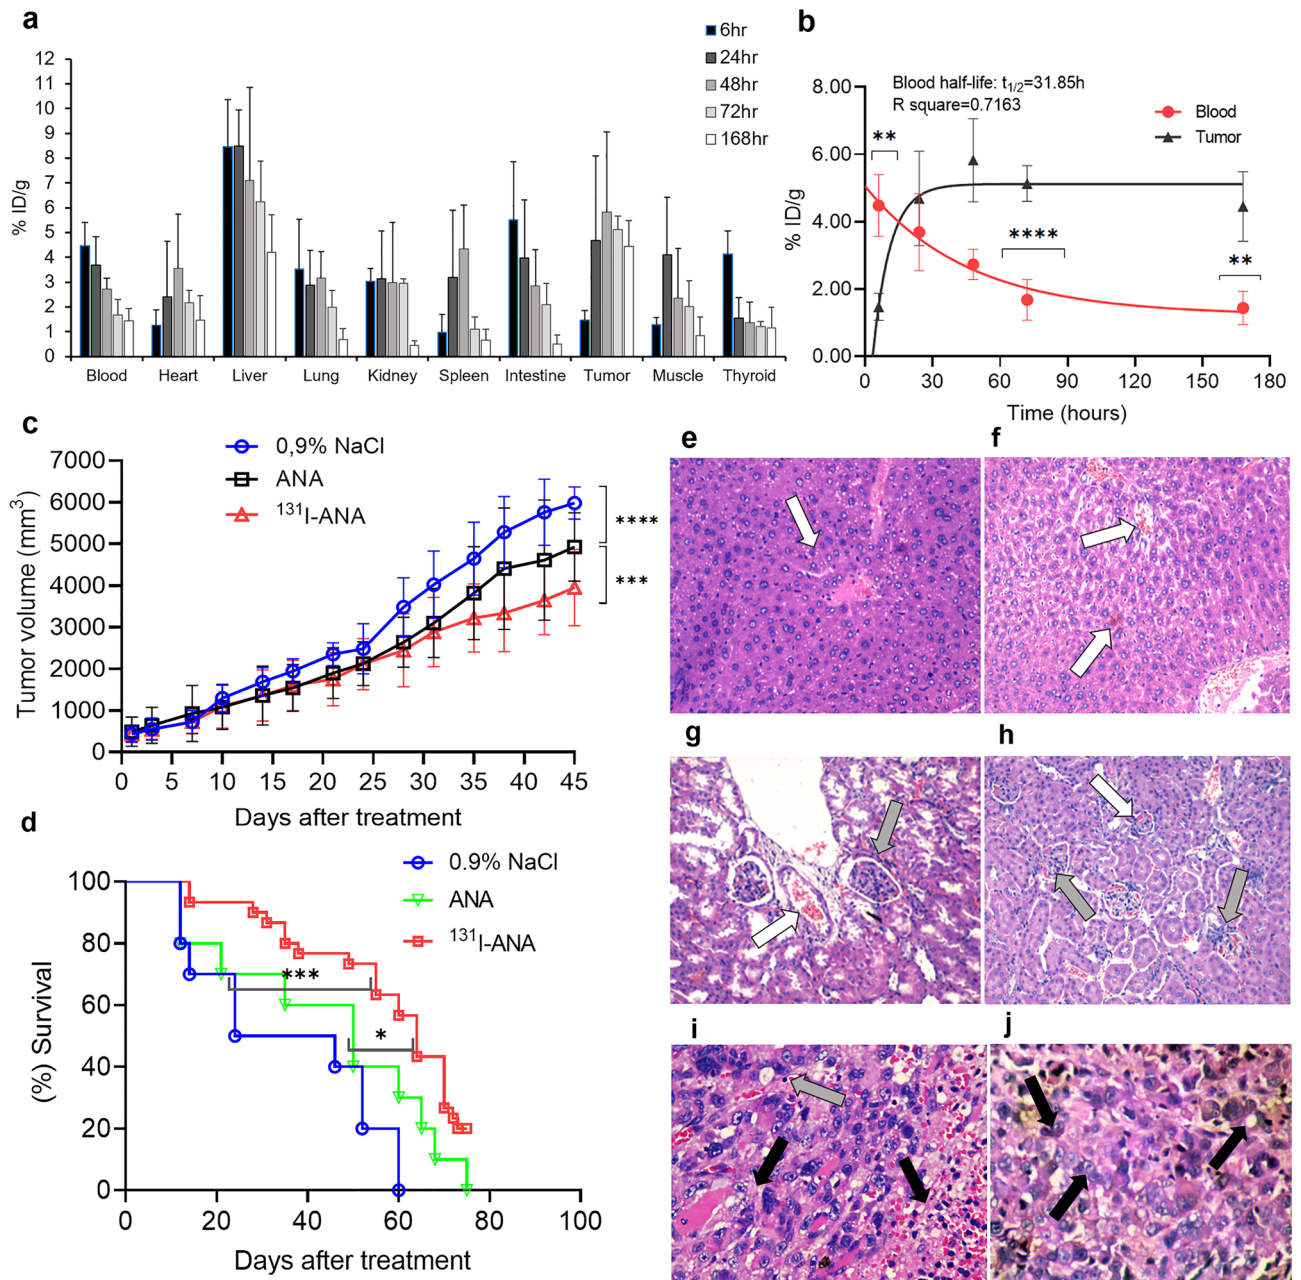 a
6hr
24hr
48hr
72hr
168hr
12
11
10
9
8
7
6
5
4
3
2
1
0
% ID/g
Blood Heart Liver Lung Kidney Spleen Intestine Tumor Muscle Thyroid
b
Blood half-life: t1/2=31.85h
R square=0.7163
Blood
Tumor
8.00
6.00
4.00
2.00
0.00
% ID/g
**
****
**
0 30 60 90 120 150 180
Time (hours)
c
0,9% NaCl
ANA
131I-ANA
7000
6000
5000
4000
3000
2000
1000
0
Tumor volume (mm3)
****
***
0 5 10 15 20 25 30 35 40 45
Days after treatment
d
0.9% NaCl
ANA
131I-ANA
100
80
60
40
20
0
(%) Survival
***
*
0 20 40 60 80 100
Days after treatment
e
f
g
h
i
j